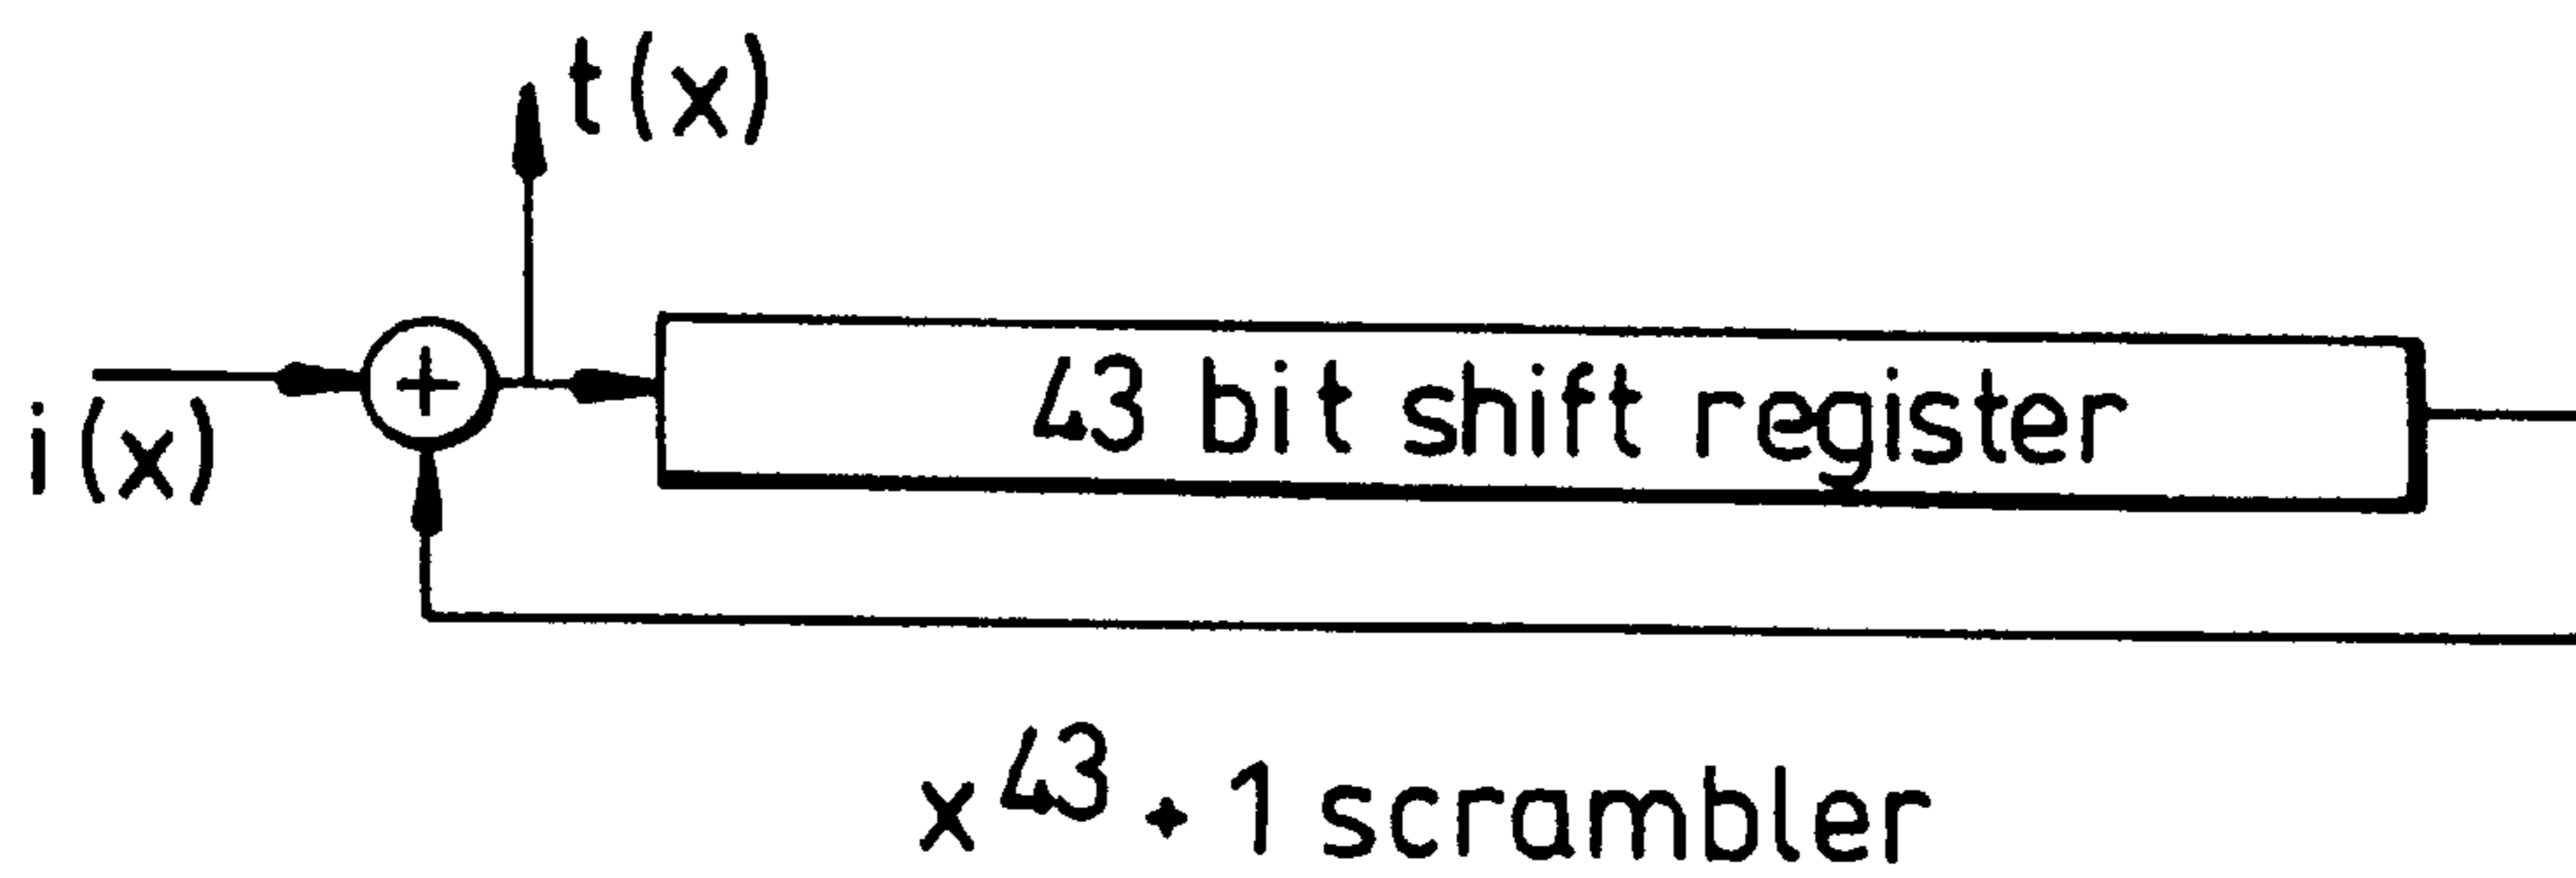 t(x)
+
i(x)
43 bit shift register
x⁴³ + 1 scrambler